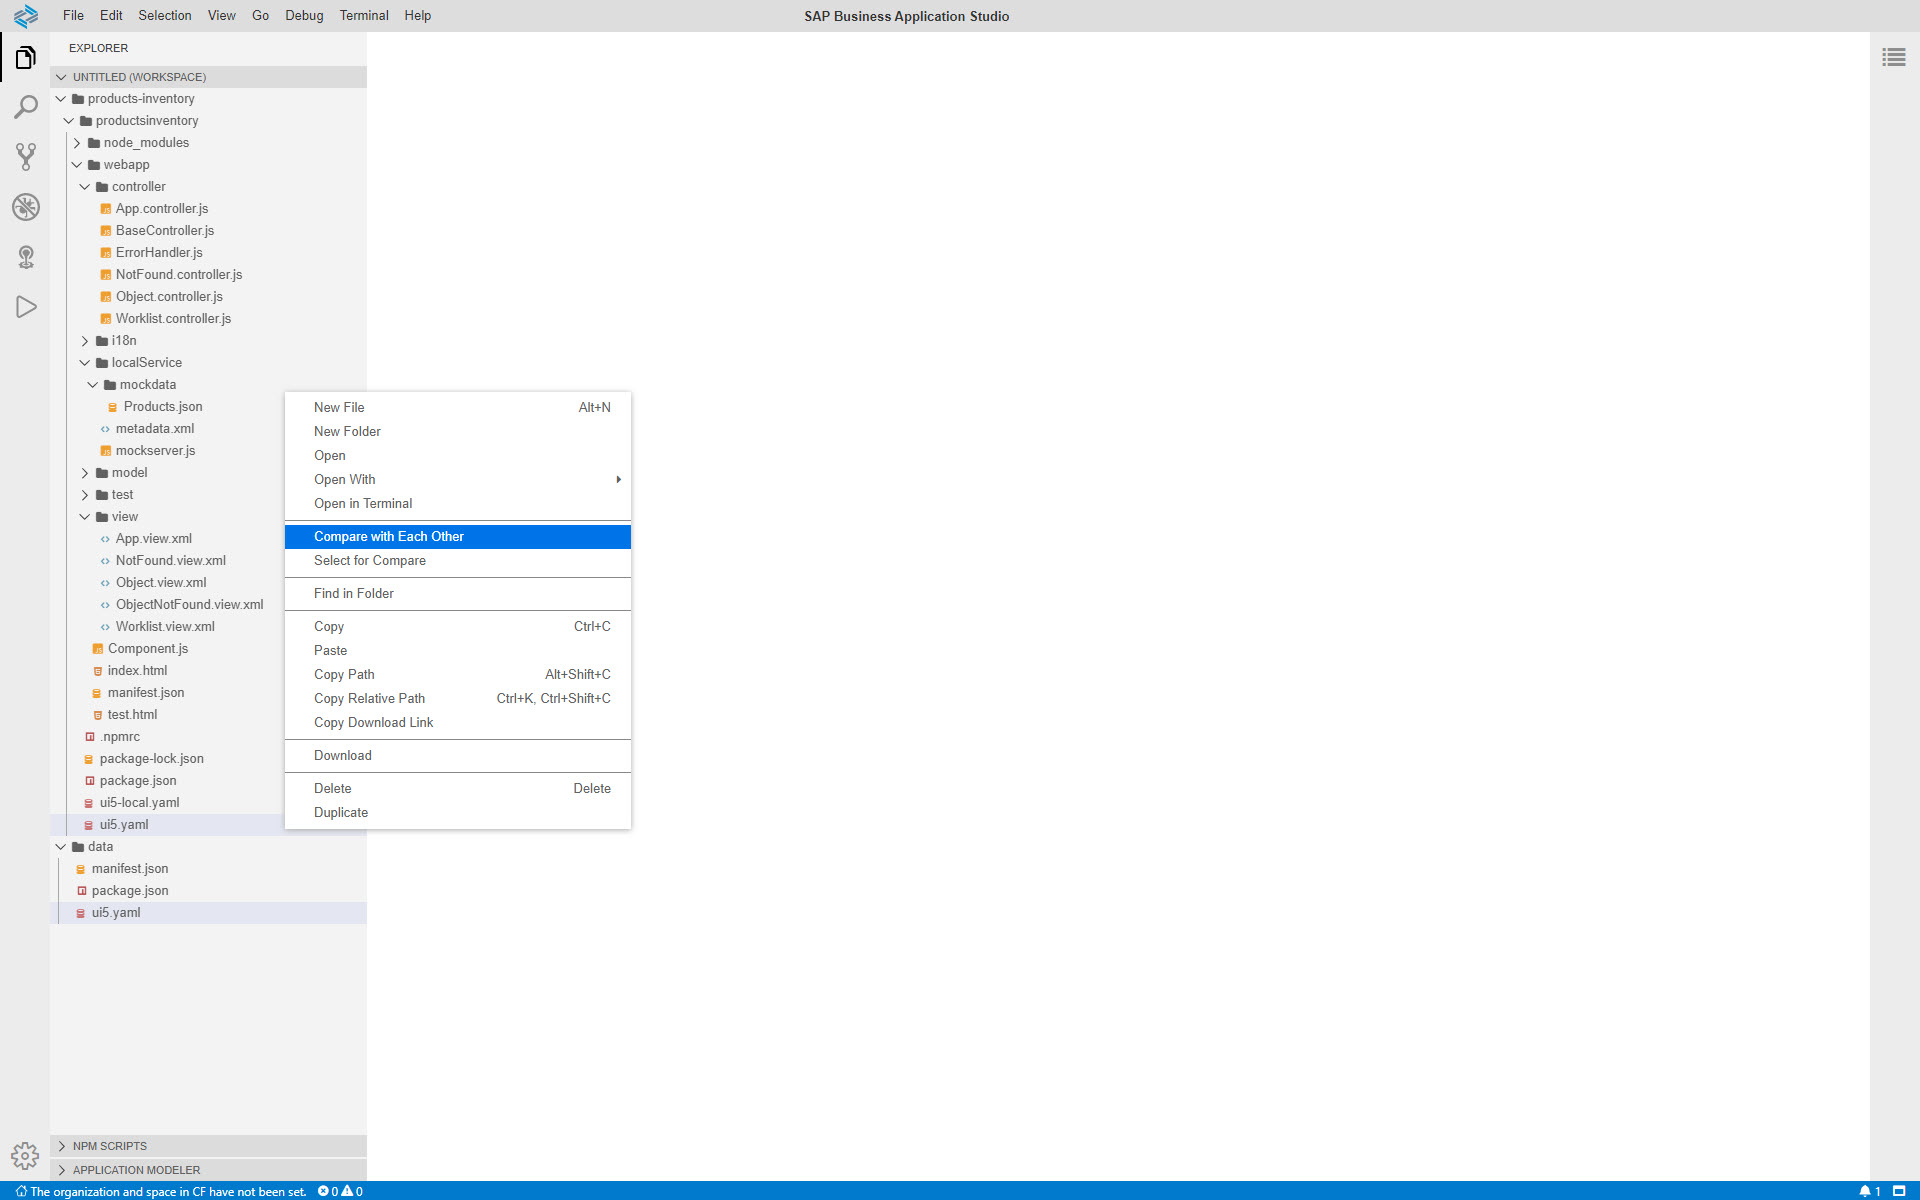 File Edit Selection View Go Debug Terminal Help
SAP Business Application Studio
EXPLORER
UNTITLED (WORKSPACE)
products-inventory
productsinventory
node_modules
webapp
controller
App.controller.js
BaseController.js
ErrorHandler.js
NotFound.controller.js
Object.controller.js
Worklist.controller.js
i18n
localService
mockdata
Products.json
metadata.xml
mockserver.js
model
test
view
App.view.xml
NotFound.view.xml
Object.view.xml
ObjectNotFound.view.xml
Worklist.view.xml
Component.js
index.html
manifest.json
test.html
.npmrc
package-lock.json
package.json
ui5-local.yaml
ui5.yaml
data
manifest.json
package.json
ui5.yaml
New File Alt+N
New Folder
Open
Open With
Open in Terminal
Compare with Each Other
Select for Compare
Find in Folder
Copy Ctrl+C
Paste
Copy Path Alt+Shift+C
Copy Relative Path Ctrl+K, Ctrl+Shift+C
Copy Download Link
Download
Delete Delete
Duplicate
NPM SCRIPTS
APPLICATION MODELER
The organization and space in CF have not been set. 0 0
1